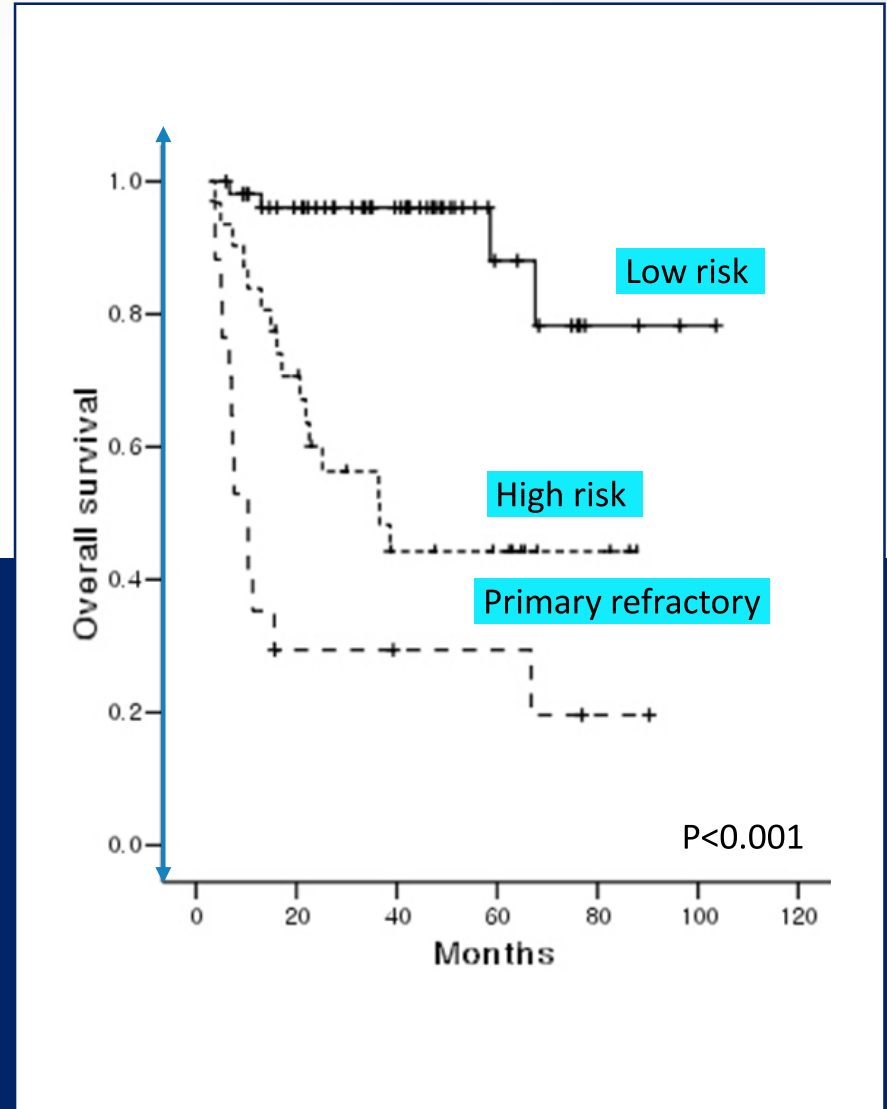 1.0
Low risk
0.8
Overall survival
0.6
High risk
0.4
Primary refractory
0.2
0.0
P<0.001
0 20 40 60 80 100 120
Months